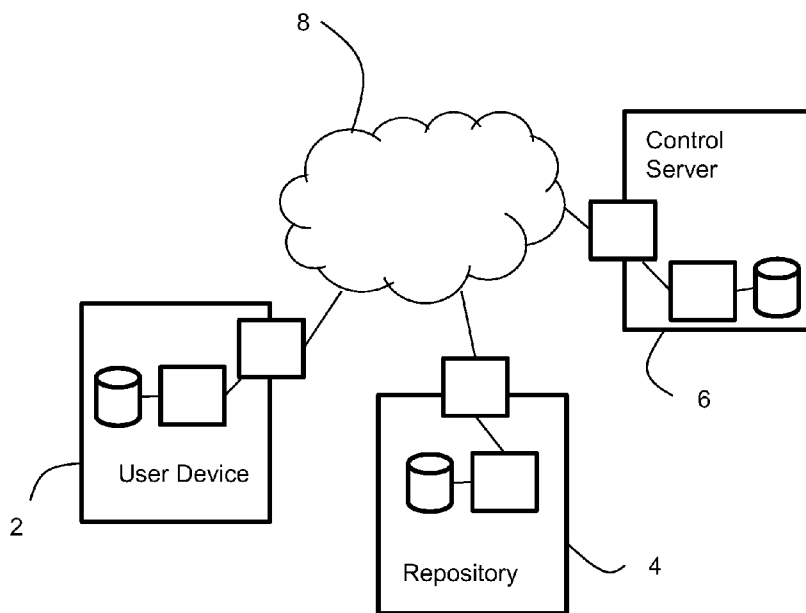 8
Control
Server
6
User Device
2
Repository
4